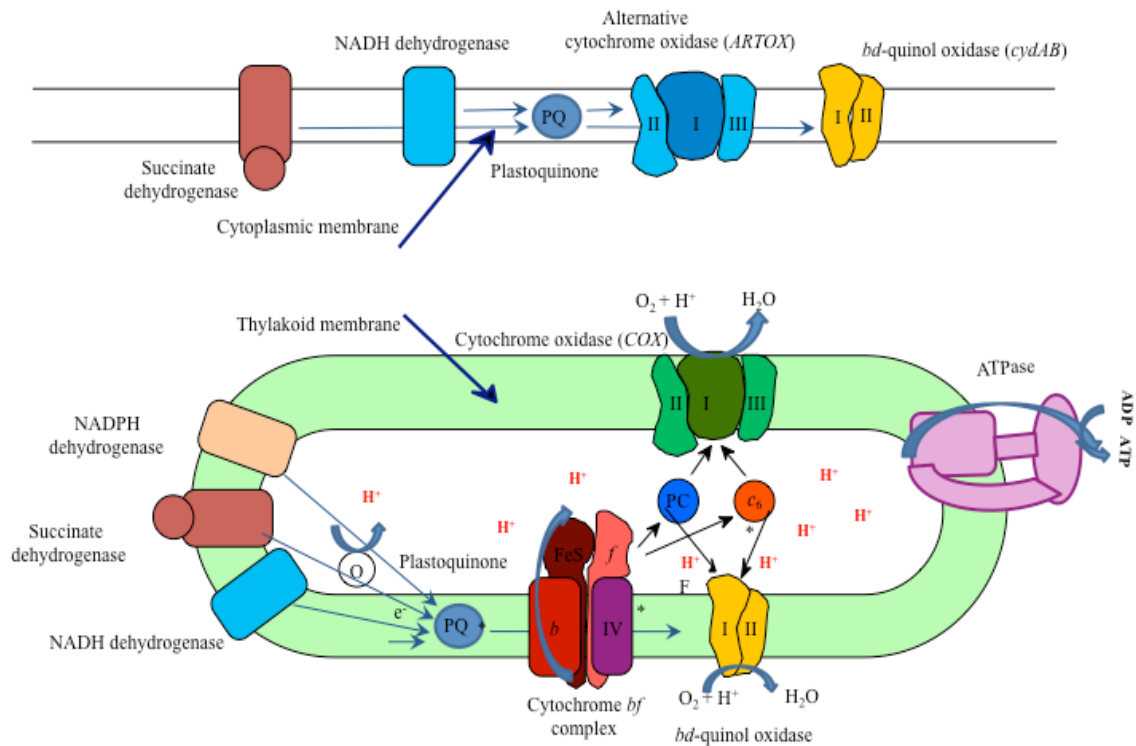 Alternative
cytochrome oxidase (ARTOX)
NADH dehydrogenase
bd-quinol oxidase (cydAB)
PQ
II
I
III
I
II
Succinate
dehydrogenase
Plastoquinone
Cytoplasmic membrane
O₂ + H⁺
H₂O
Thylakoid membrane
Cytochrome oxidase (COX)
ATPase
ADP
ATP
II
I
III
NADPH
dehydrogenase
H⁺
H⁺
H⁺
H⁺
H⁺
PC
c₆
*
Succinate
dehydrogenase
Q
Plastoquinone
FeS
f
H⁺
H⁺
H⁺
F
e⁻
PQ
*
b
IV
*
I
II
NADH dehydrogenase
O₂ + H⁺
H₂O
Cytochrome bf
complex
bd-quinol oxidase